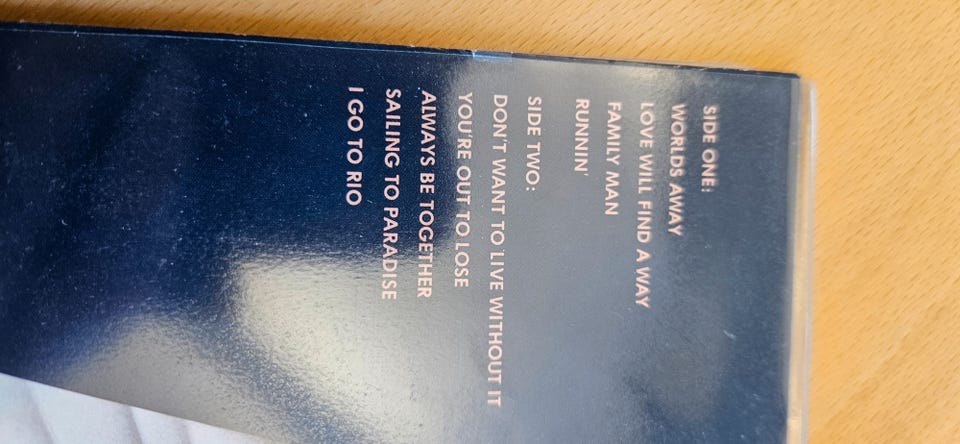 SIDE ONE:
WORLDS AWAY
LOVE WILL FIND A WAY
FAMILY MAN
RUNNIN'
SIDE TWO:
DON'T WANT TO LIVE WITHOUT IT
YOU'RE OUT TO LOSE
ALWAYS BE TOGETHER
SAILING TO PARADISE
I GO TO RIO